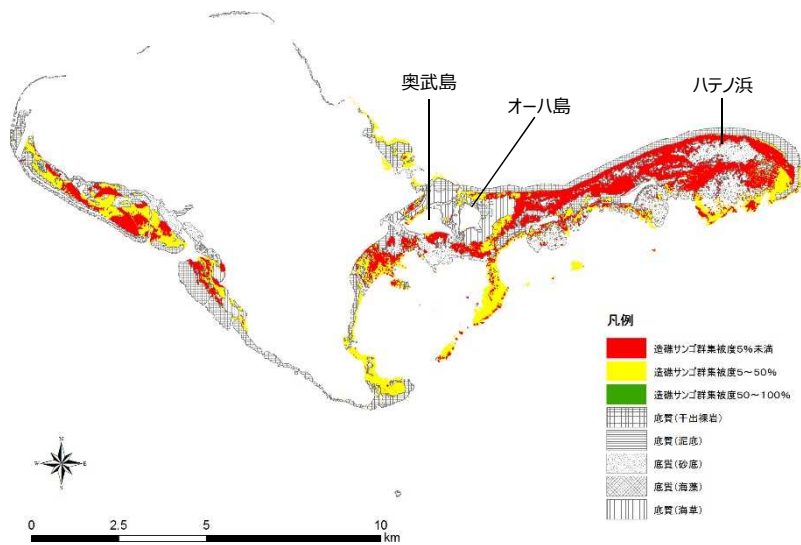 奥武島
オーハ島
ハテノ浜
凡例
造礁サンゴ群集被度5%未満
造礁サンゴ群集被度5～50%
造礁サンゴ群集被度50～100%
底質(干出裸岩)
底質(泥底)
底質(砂底)
底質(海藻)
底質(海草)
N
W
E
S
0 2.5 5 10
km